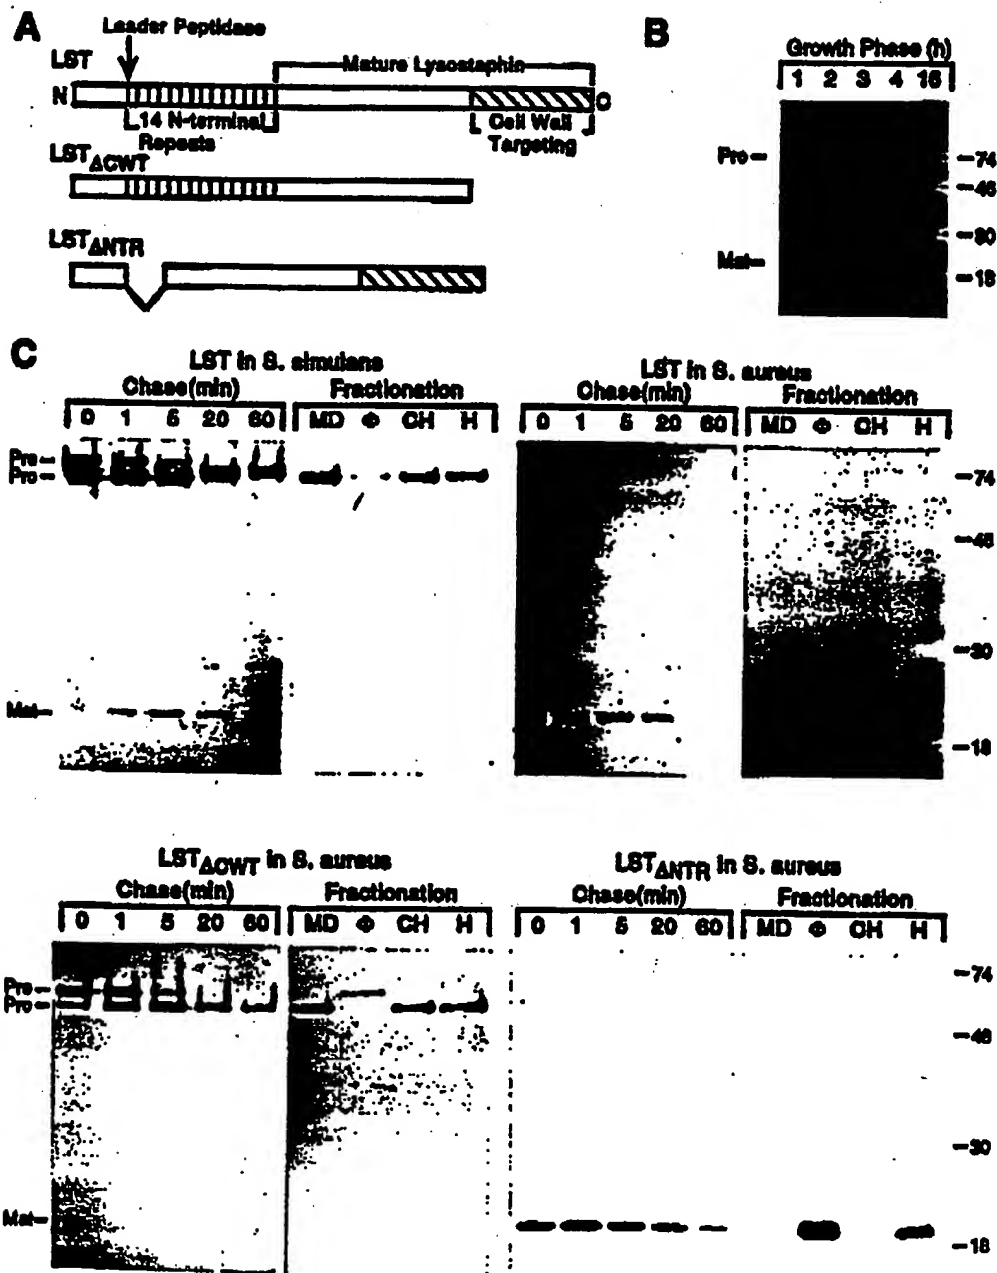 A
Leader Peptidase
LST
Mature Lysostaphin
N
C
14 N-terminal Repeats
Cell Wall Targeting
LSTΔCWT
LSTΔNTR
B
Growth Phase (h)
1 2 3 4 16
Pro
Mat
74
46
30
18
C
LST in S. simulans
Chase(min) Fractionation
0 1 5 20 60 MD Φ CH H
Pre
Pro
Mat
LST in S. aureus
Chase(min) Fractionation
0 1 5 20 60 MD Φ CH H
74
46
30
18
LSTΔCWT in S. aureus
Chase(min) Fractionation
0 1 5 20 60 MD Φ CH H
Pre
Pro
Mat
LSTΔNTR in S. aureus
Chase(min) Fractionation
0 1 5 20 60 MD Φ CH H
74
46
30
18